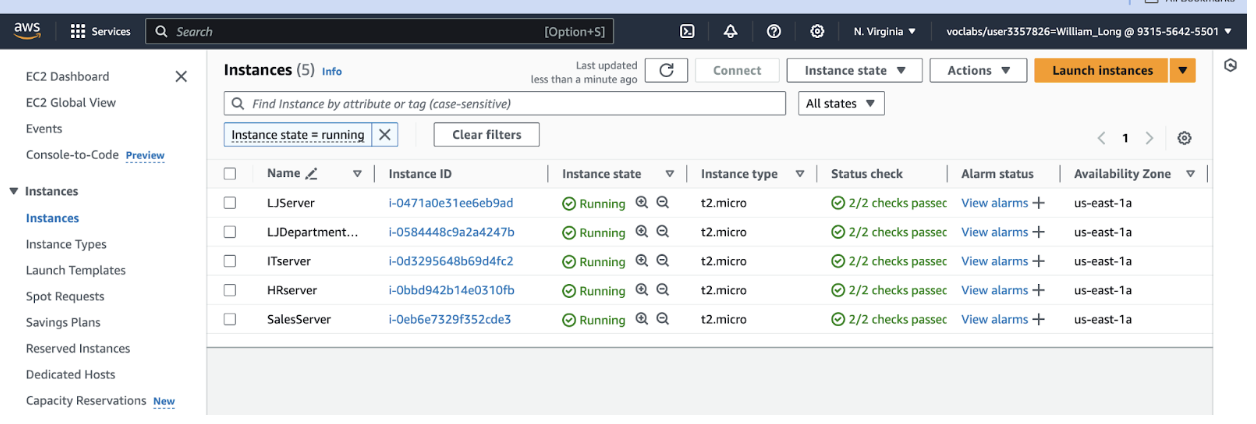 All Bookmarks
aws Services Search [Option+S] N. Virginia ▼ voclabs/user3357826=William_Long @ 9315-5642-5501 ▼
EC2 Dashboard
EC2 Global View
Events
Console-to-Code Preview
Instances
Instances
Instance Types
Launch Templates
Spot Requests
Savings Plans
Reserved Instances
Dedicated Hosts
Capacity Reservations New
Instances (5) Info
Last updated
less than a minute ago
Connect
Instance state ▼
Actions ▼
Launch instances
Find Instance by attribute or tag (case-sensitive)
All states ▼
Instance state = running
Clear filters
1
Name Instance ID Instance state Instance type Status check Alarm status Availability Zone
LJServer i-0471a0e31ee6eb9ad Running t2.micro 2/2 checks passec View alarms + us-east-1a
LJDepartment... i-0584448c9a2a4247b Running t2.micro 2/2 checks passec View alarms + us-east-1a
ITserver i-0d3295648b69d4fc2 Running t2.micro 2/2 checks passec View alarms + us-east-1a
HRserver i-0bbd942b14e0310fb Running t2.micro 2/2 checks passec View alarms + us-east-1a
SalesServer i-0eb6e7329f352cde3 Running t2.micro 2/2 checks passec View alarms + us-east-1a